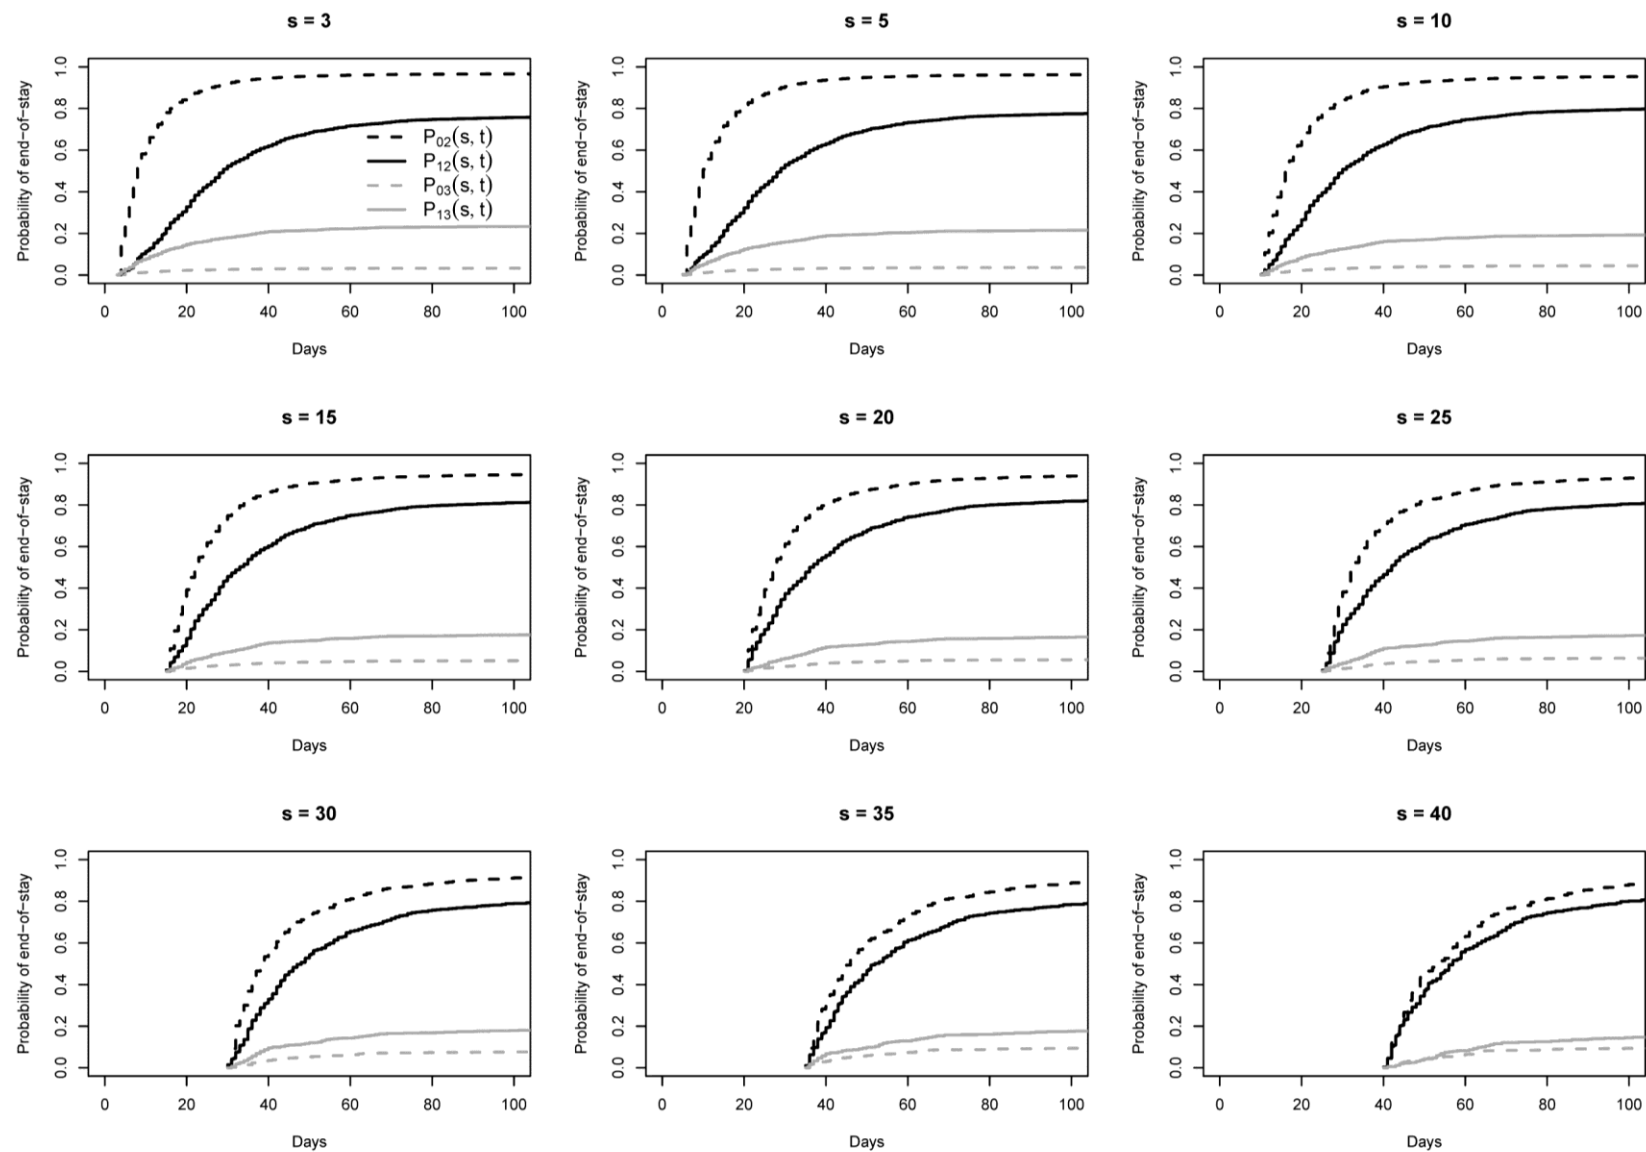 s = 3
s = 5
s = 10
Probability of end−of−stay
0.0 0.2 0.4 0.6 0.8 1.0
P02(s, t)
P12(s, t)
P03(s, t)
P13(s, t)
0 20 40 60 80 100
Days
Probability of end−of−stay
0.0 0.2 0.4 0.6 0.8 1.0
0 20 40 60 80 100
Days
Probability of end−of−stay
0.0 0.2 0.4 0.6 0.8 1.0
0 20 40 60 80 100
Days
s = 15
s = 20
s = 25
Probability of end−of−stay
0.0 0.2 0.4 0.6 0.8 1.0
0 20 40 60 80 100
Days
Probability of end−of−stay
0.0 0.2 0.4 0.6 0.8 1.0
0 20 40 60 80 100
Days
Probability of end−of−stay
0.0 0.2 0.4 0.6 0.8 1.0
0 20 40 60 80 100
Days
s = 30
s = 35
s = 40
Probability of end−of−stay
0.0 0.2 0.4 0.6 0.8 1.0
0 20 40 60 80 100
Days
Probability of end−of−stay
0.0 0.2 0.4 0.6 0.8 1.0
0 20 40 60 80 100
Days
Probability of end−of−stay
0.0 0.2 0.4 0.6 0.8 1.0
0 20 40 60 80 100
Days